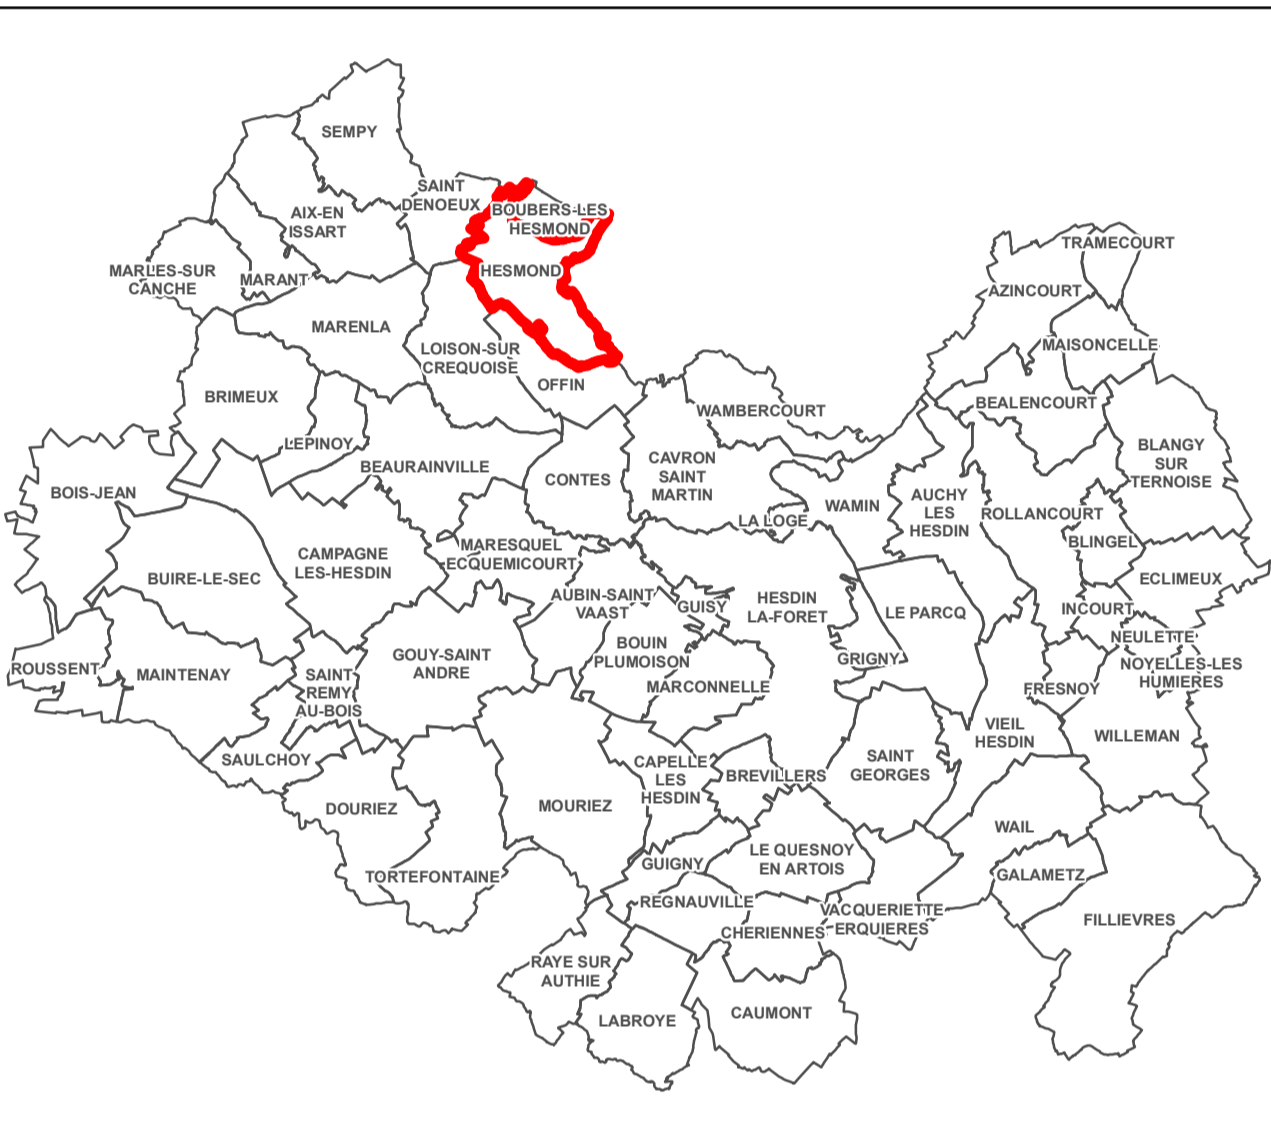 SEMPY
SAINT
DENOEUX
BOUBERS-LES
HESMOND
AIX-EN
ISSART
TRAMECOURT
HESMOND
MARLES-SUR
CANCHE
MARANT
AZINCOURT
MARENLA
MAISONCELLE
LOISON-SUR
CREQUOISE
OFFIN
BRIMEUX
BEALENCOURT
WAMBERCOURT
LEPINOY
BLANGY
SUR
TERNOISE
BEAURAINVILLE
CAVRON
SAINT
MARTIN
CONTES
BOIS-JEAN
WAMIN
AUCHY
LES
HESDIN
LA LOGE
ROLLANCOURT
BLINGEL
MARESQUEL
ECQUEMICOURT
CAMPAGNE
LES-HESDIN
BUIRE-LE-SEC
ECLIMEUX
AUBIN-SAINT
VAAST
GUISY
HESDIN
LA-FORET
LE PARCQ
INCOURT
NEULETTE
BOUIN
PLUMOISON
GOUY-SAINT
ANDRE
GRIGNY
NOYELLES-LES
HUMIERES
ROUSSENT
MAINTENAY
SAINT
REMY
AU-BOIS
MARCONNELLE
FRESNOY
VIEIL
HESDIN
WILLEMAN
SAULCHOY
CAPELLE
LES
HESDIN
BREVILLERS
SAINT
GEORGES
DOURIEZ
MOURIEZ
WAIL
LE QUESNOY
EN ARTOIS
GUIGNY
TORTEFONTAINE
GALAMETZ
REGNAUVILLE
VACQUERIETTE
ERQUIERES
FILLIEVRES
CHERIENNES
RAYE SUR
AUTHIE
LABROYE
CAUMONT